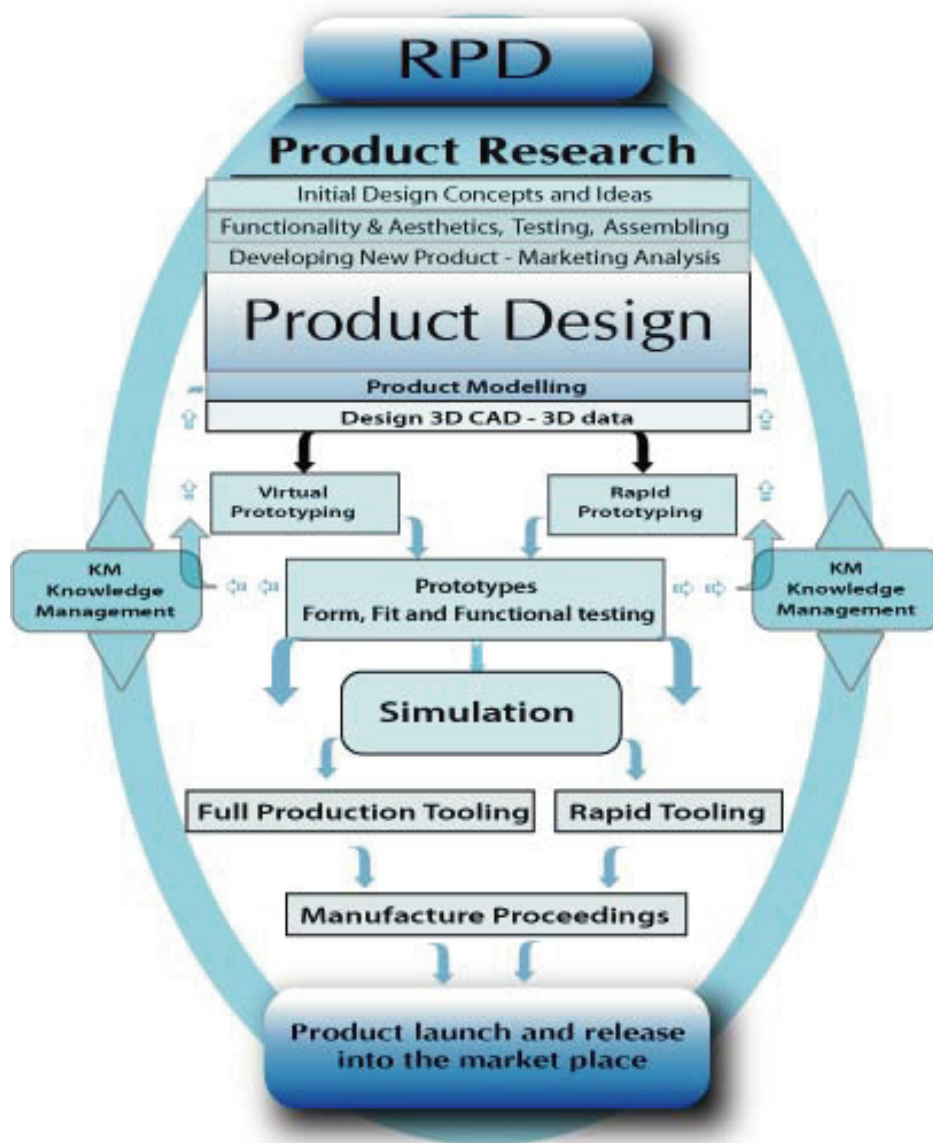 RPD
Product Research
Initial Design Concepts and Ideas
Functionality & Aesthetics, Testing, Assembling
Developing New Product - Marketing Analysis
Product Design
Product Modelling
Design 3D CAD - 3D data
Virtual
Prototyping
Rapid
Prototyping
KM
Knowledge
Management
Prototypes
Form, Fit and Functional testing
KM
Knowledge
Management
Simulation
Full Production Tooling
Rapid Tooling
Manufacture Proceedings
Product launch and release
into the market place